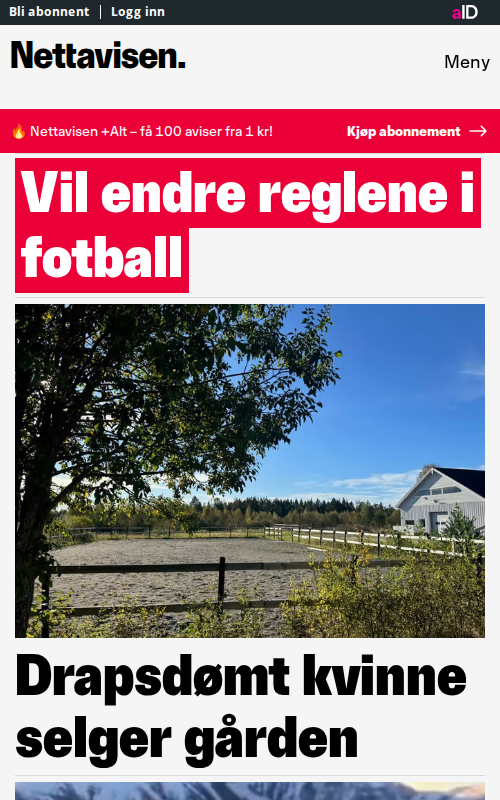 Bli abonnent
Logg inn
aID
Nettavisen.
Meny
🔥 Nettavisen +Alt – få 100 aviser fra 1 kr!
Kjøp abonnement →
Vil endre reglene i
fotball
Drapsdømt kvinne
selger gården